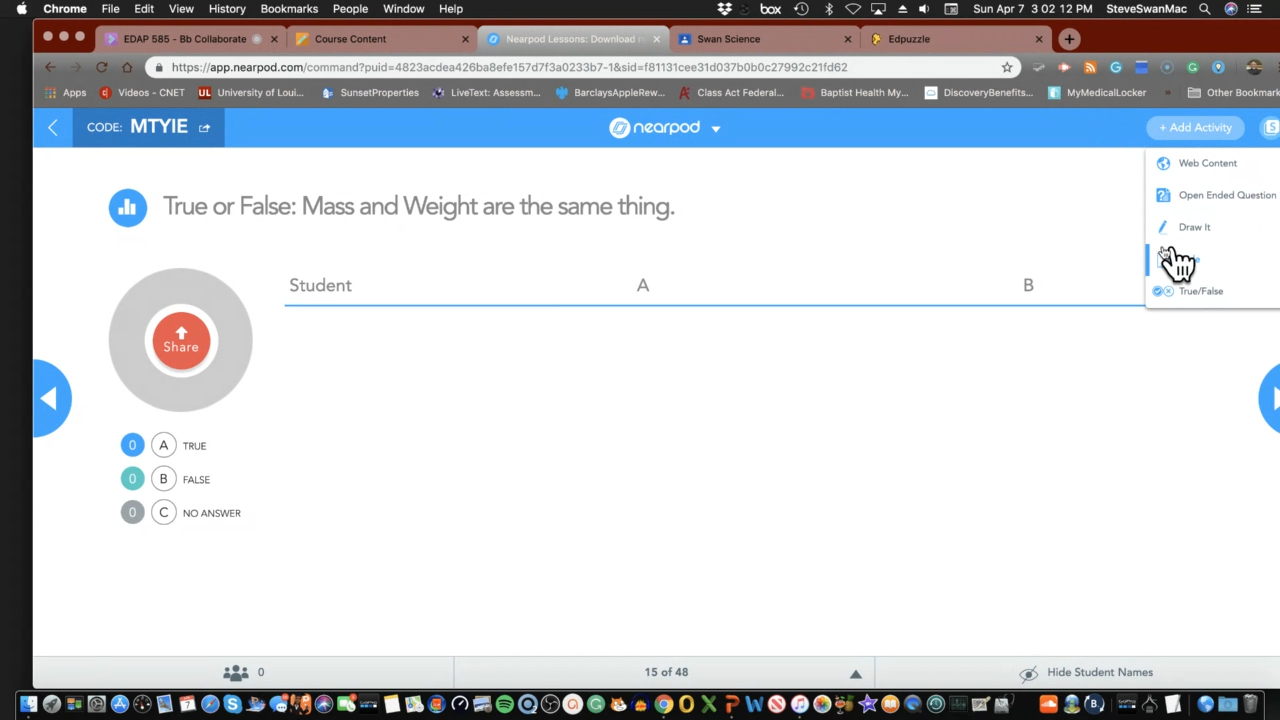 Chrome File Edit View History Bookmarks People Window Help box Sun Apr 7 3 02 12 PM SteveSwanMac
EDAP 585 - Bb Collaborate Course Content Nearpod Lessons: Download r Swan Science Edpuzzle
https://app.nearpod.com/command?puid=4823acdea426ba8efe157d7f3a0233b7-1&sid=f81131cee31d037b0b0c27992c21fd62
Apps Videos - CNET UL University of Loui... SunsetProperties LiveText: Assessm... BarclaysAppleRew... Class Act Federal... Baptist Health My... DiscoveryBenefits... MyMedicalLocker » Other Bookmark
CODE: MTYIE nearpod + Add Activity S
Web Content
Open Ended Question
Draw It
True/False
True or False: Mass and Weight are the same thing.
Student A B
Share
0 A TRUE
0 B FALSE
0 C NO ANSWER
0 15 of 48 Hide Student Names